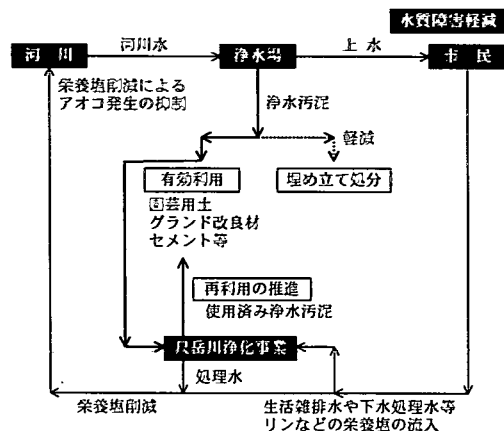 水質障害軽減
河川
河川水
浄水場
上水
市民
栄養塩削減による
アオコ発生の抑制
浄水汚泥
軽減
有効利用
埋め立て処分
園芸用土
グランド改良材
セメント等
再利用の推進
使用済み浄水汚泥
貝岳川浄化事業
処理水
栄養塩削減
生活雑排水や下水処理水等
リンなどの栄養塩の流入